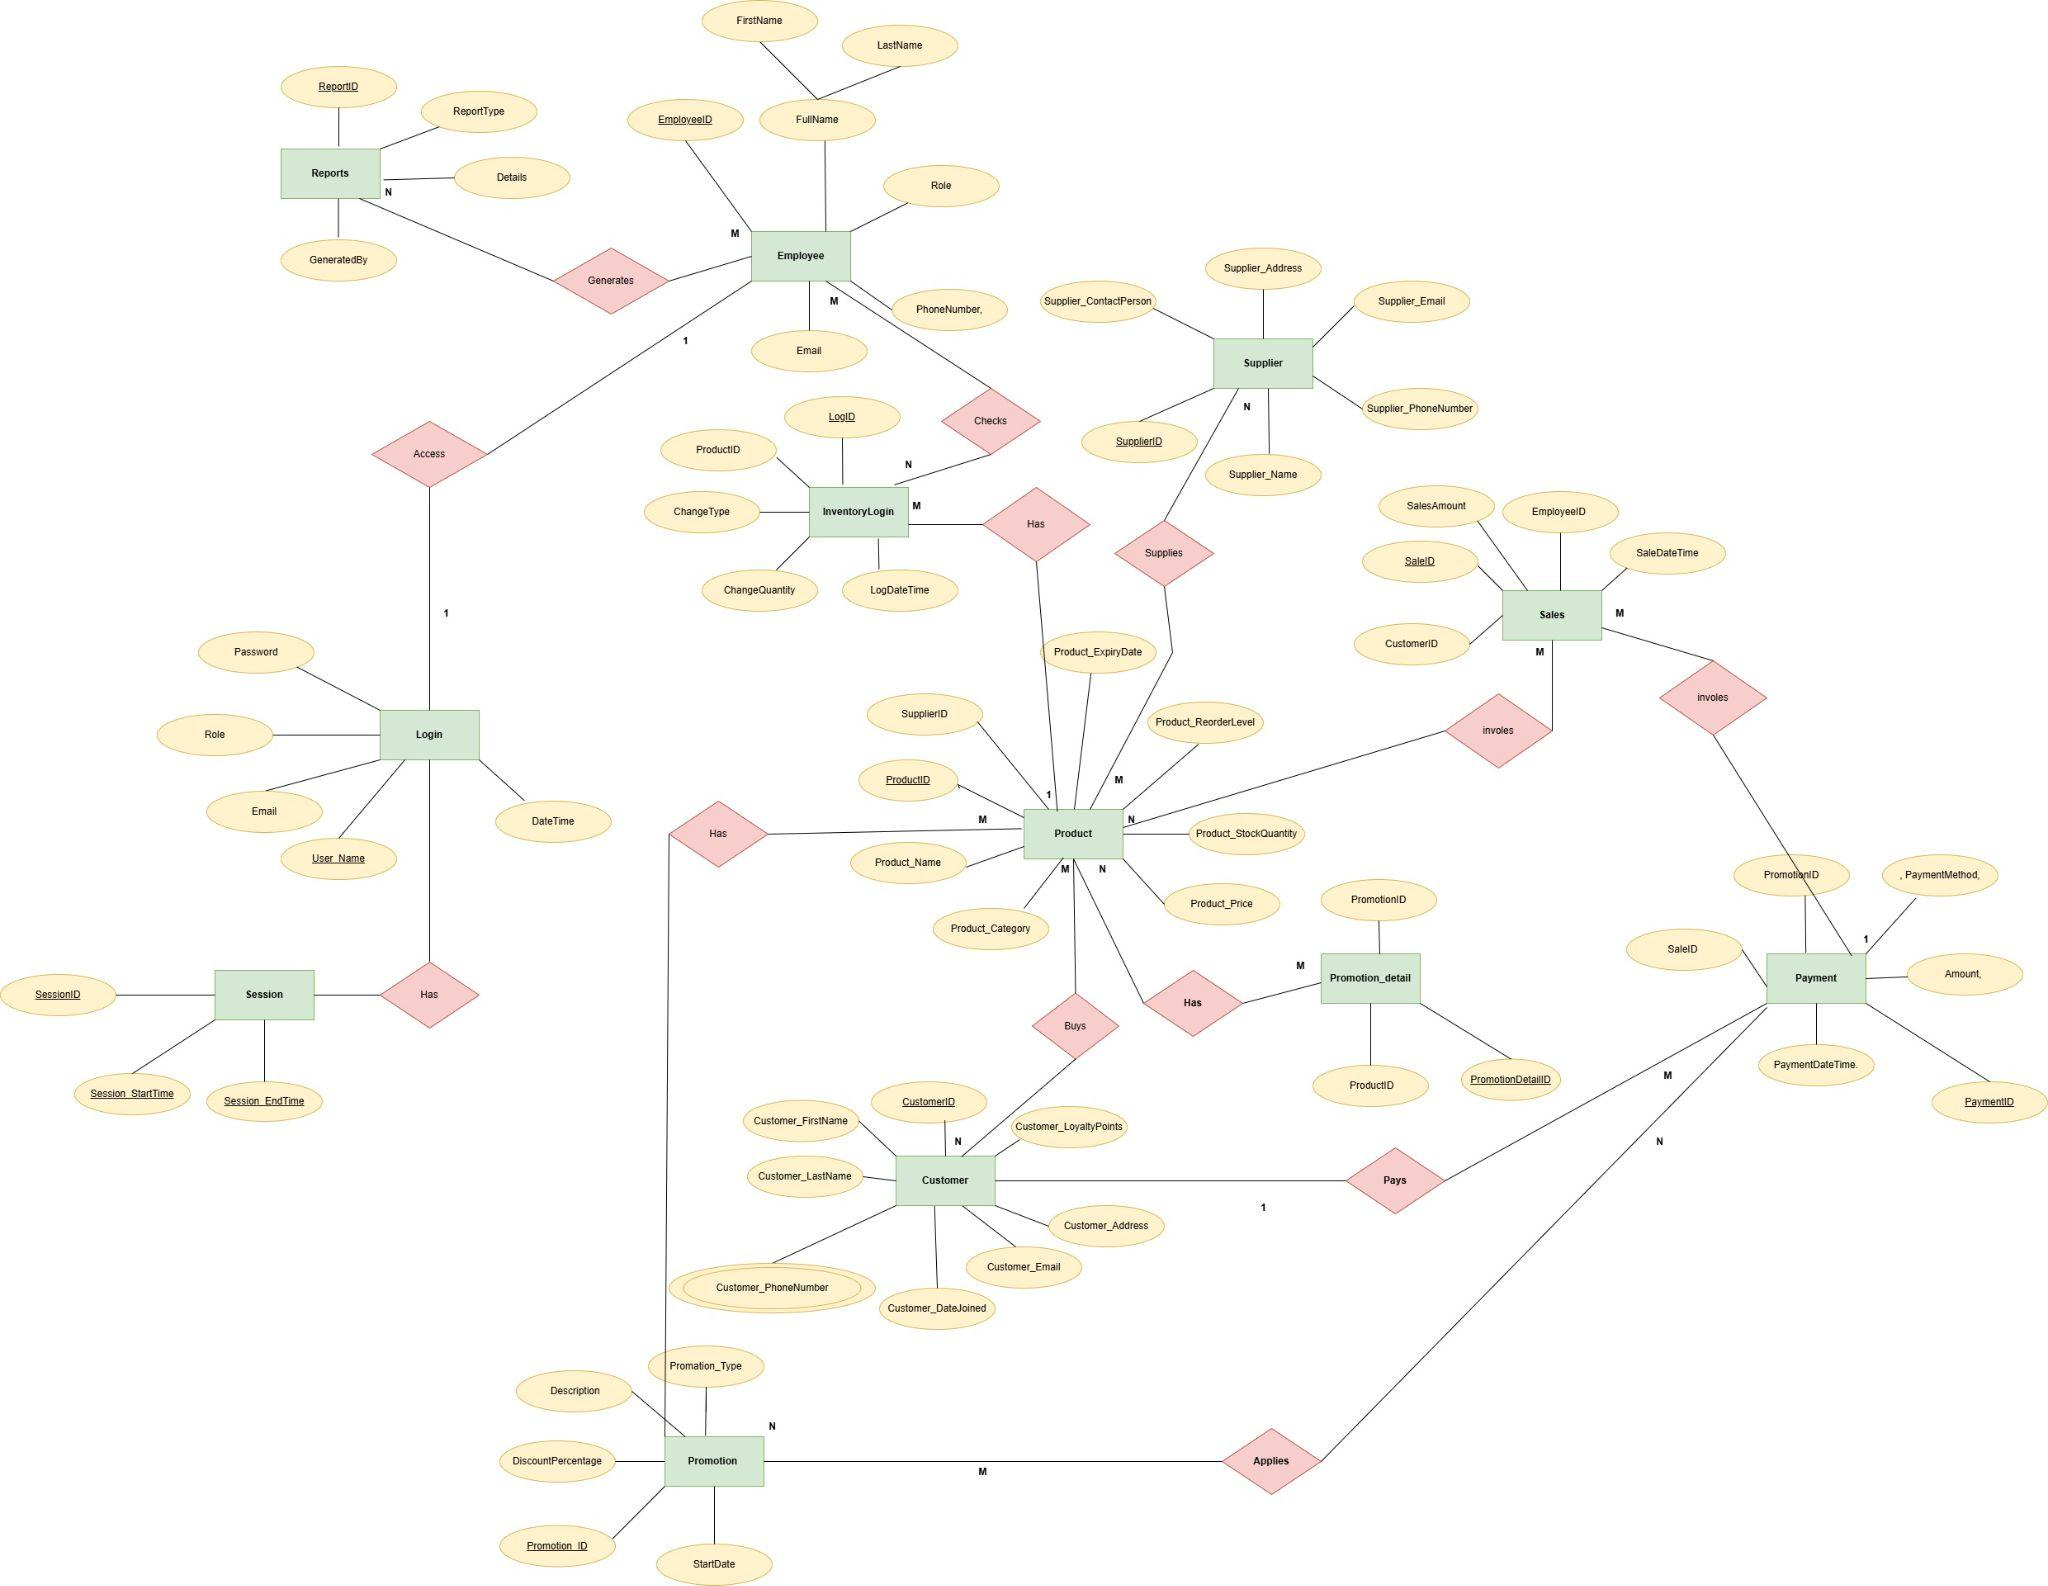 FirstName
LastName
ReportID
ReportType
EmployeeID
FullName
Reports
Details
N
Role
M
Employee
GeneratedBy
Generates
Supplier_Address
M
PhoneNumber,
Supplier_ContactPerson
Supplier_Email
1
Email
Supplier
LogID
Checks
N
Supplier_PhoneNumber
Access
ProductID
SupplierID
N
Supplier_Name
M
ChangeType
InventoryLogin
Has
SalesAmount
EmployeeID
Supplies
SaleDateTime
SaleID
ChangeQuantity
LogDateTime
1
Sales
M
Password
Product_ExpiryDate
CustomerID
M
involes
SupplierID
Product_ReorderLevel
involes
Role
Login
ProductID
M
1
Email
DateTime
M
N
Has
Product
Product_StockQuantity
User_Name
Product_Name
M
N
PromotionID
, PaymentMethod,
Product_Price
PromotionID
Product_Category
1
SaleID
M
Promotion_detail
Payment
Amount,
SessionID
Session
Has
Has
Buys
PaymentDateTime.
M
ProductID
PromotionDetailID
Session_StartTime
Session_EndTime
CustomerID
PaymentID
Customer_FirstName
Customer_LoyaltyPoints
N
N
Customer_LastName
Customer
Pays
1
Customer_Address
Customer_Email
Customer_PhoneNumber
Customer_DateJoined
Promation_Type
Description
N
DiscountPercentage
Promotion
M
Applies
Promotion_ID
StartDate